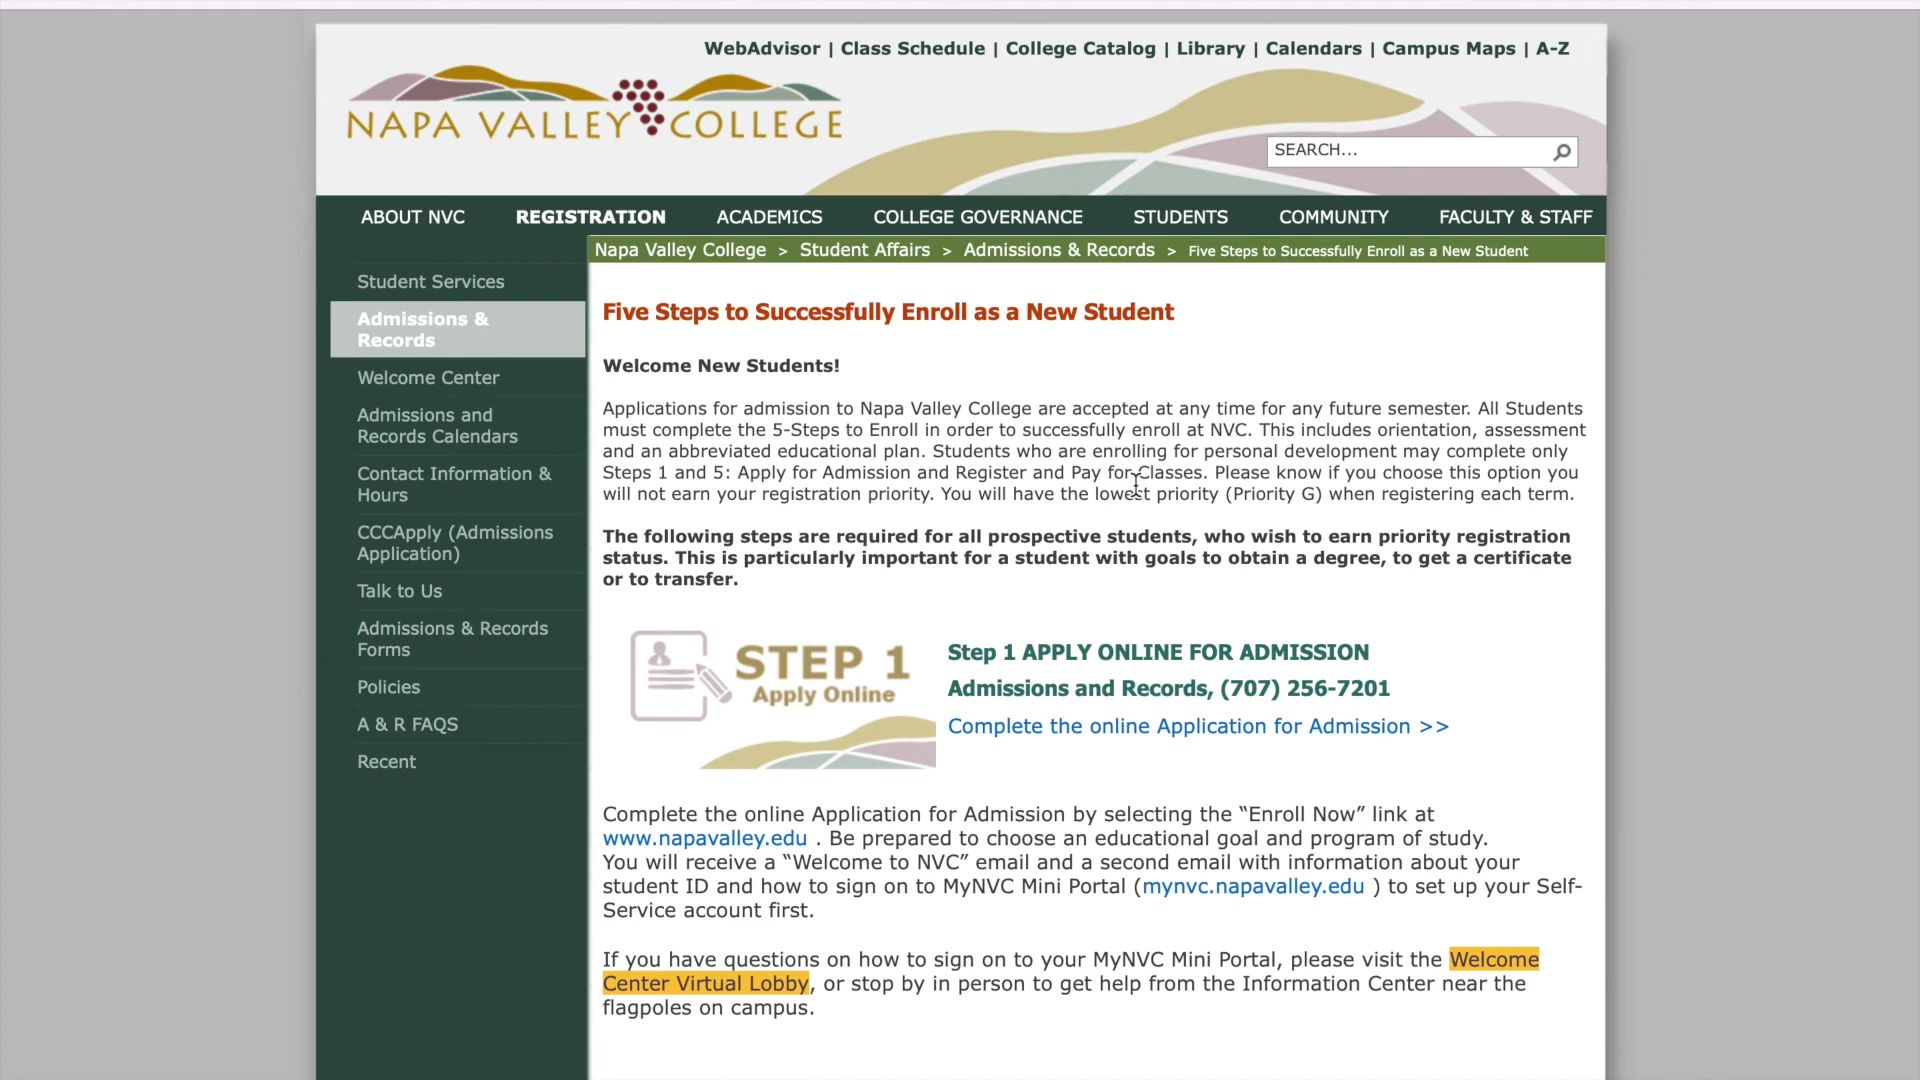 WebAdvisor | Class Schedule | College Catalog | Library | Calendars | Campus Maps | A-Z
NAPA VALLEY COLLEGE
SEARCH...
ABOUT NVC REGISTRATION ACADEMICS COLLEGE GOVERNANCE STUDENTS COMMUNITY FACULTY & STAFF
Napa Valley College > Student Affairs > Admissions & Records > Five Steps to Successfully Enroll as a New Student
Student Services
Admissions &
Records
Welcome Center
Admissions and
Records Calendars
Contact Information &
Hours
CCCApply (Admissions
Application)
Talk to Us
Admissions & Records
Forms
Policies
A & R FAQS
Recent
Five Steps to Successfully Enroll as a New Student
Welcome New Students!
Applications for admission to Napa Valley College are accepted at any time for any future semester. All Students
must complete the 5-Steps to Enroll in order to successfully enroll at NVC. This includes orientation, assessment
and an abbreviated educational plan. Students who are enrolling for personal development may complete only
Steps 1 and 5: Apply for Admission and Register and Pay for Classes. Please know if you choose this option you
will not earn your registration priority. You will have the lowest priority (Priority G) when registering each term.
The following steps are required for all prospective students, who wish to earn priority registration
status. This is particularly important for a student with goals to obtain a degree, to get a certificate
or to transfer.
STEP 1
Apply Online
Step 1 APPLY ONLINE FOR ADMISSION
Admissions and Records, (707) 256-7201
Complete the online Application for Admission >>
Complete the online Application for Admission by selecting the “Enroll Now” link at
www.napavalley.edu . Be prepared to choose an educational goal and program of study.
You will receive a “Welcome to NVC” email and a second email with information about your
student ID and how to sign on to MyNVC Mini Portal (mynvc.napavalley.edu ) to set up your Self-
Service account first.
If you have questions on how to sign on to your MyNVC Mini Portal, please visit the Welcome
Center Virtual Lobby, or stop by in person to get help from the Information Center near the
flagpoles on campus.